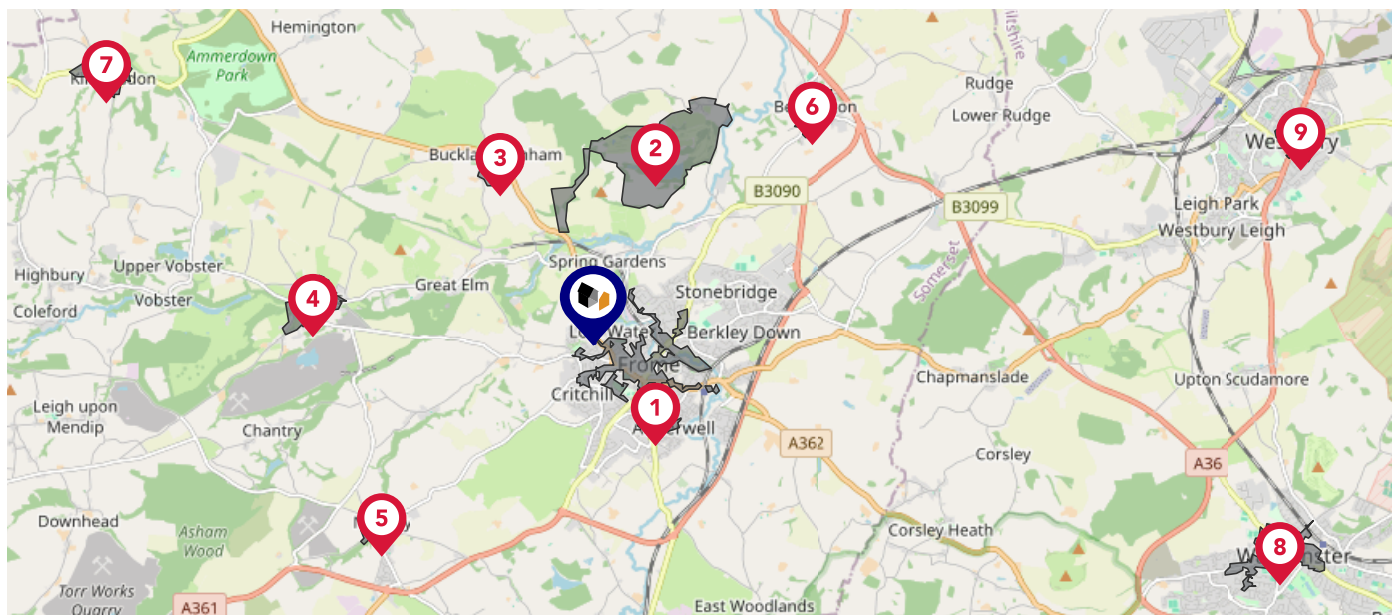 Hemington
7
Ammerdown
Park
Rudge
Lower Rudge
6
9
2
3
B3090
B3099
Leigh Park
Westbury Leigh
Somerset
Spring Gardens
Highbury
Upper Vobster
Great Elm
Vobster
Coleford
4
Stonebridge
Berkley Down
Frome
Critchill
1
Chapmanslade
Upton Scudamore
Leigh upon
Mendip
Chantry
A362
Corsley
A36
5
Downhead
Asham
Wood
Corsley Heath
8
Torr Works
Quarry
A361
East Woodlands